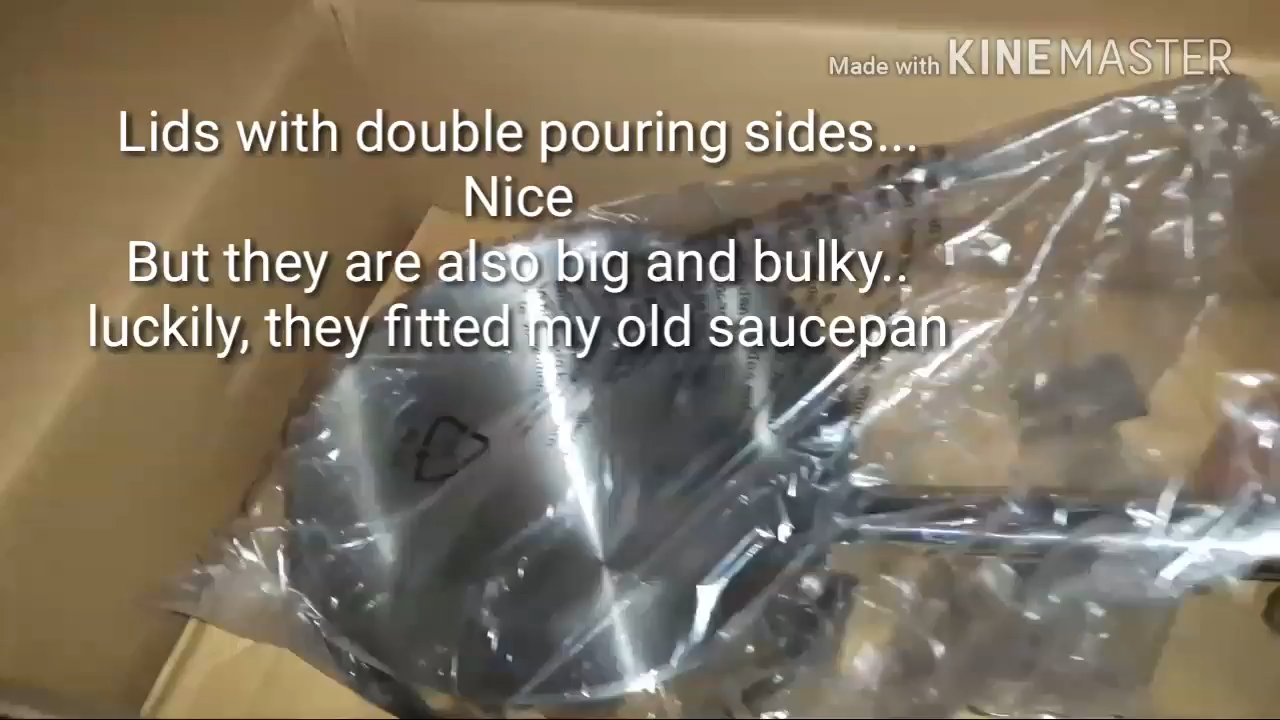 Made with KINEMASTER
Lids with double pouring sides...
Nice
But they are also big and bulky..
luckily, they fitted my old saucepan